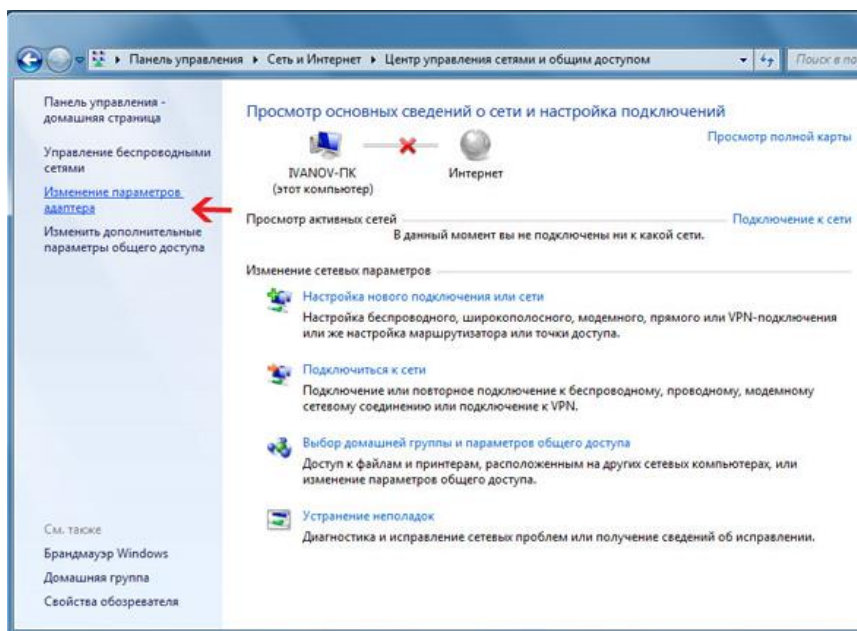 Панель управления ▸ Сеть и Интернет ▸ Центр управления сетями и общим доступом
Поиск в
Панель управления -
домашняя страница
Управление беспроводными
сетями
Изменение параметров
адаптера
Изменить дополнительные
параметры общего доступа
См. также
Брандмауэр Windows
Домашняя группа
Свойства обозревателя
Просмотр основных сведений о сети и настройка подключений
IVANOV-ПК
(этот компьютер)
Интернет
Просмотр полной карты
Просмотр активных сетей
Подключение к сети
В данный момент вы не подключены ни к какой сети.
Изменение сетевых параметров
Настройка нового подключения или сети
Настройка беспроводного, широкополосного, модемного, прямого или VPN-подключения
или же настройка маршрутизатора или точки доступа.
Подключиться к сети
Подключение или повторное подключение к беспроводному, проводному, модемному
сетевому соединению или подключение к VPN.
Выбор домашней группы и параметров общего доступа
Доступ к файлам и принтерам, расположенным на других сетевых компьютерах, или
изменение параметров общего доступа.
Устранение неполадок
Диагностика и исправление сетевых проблем или получение сведений об исправлении.